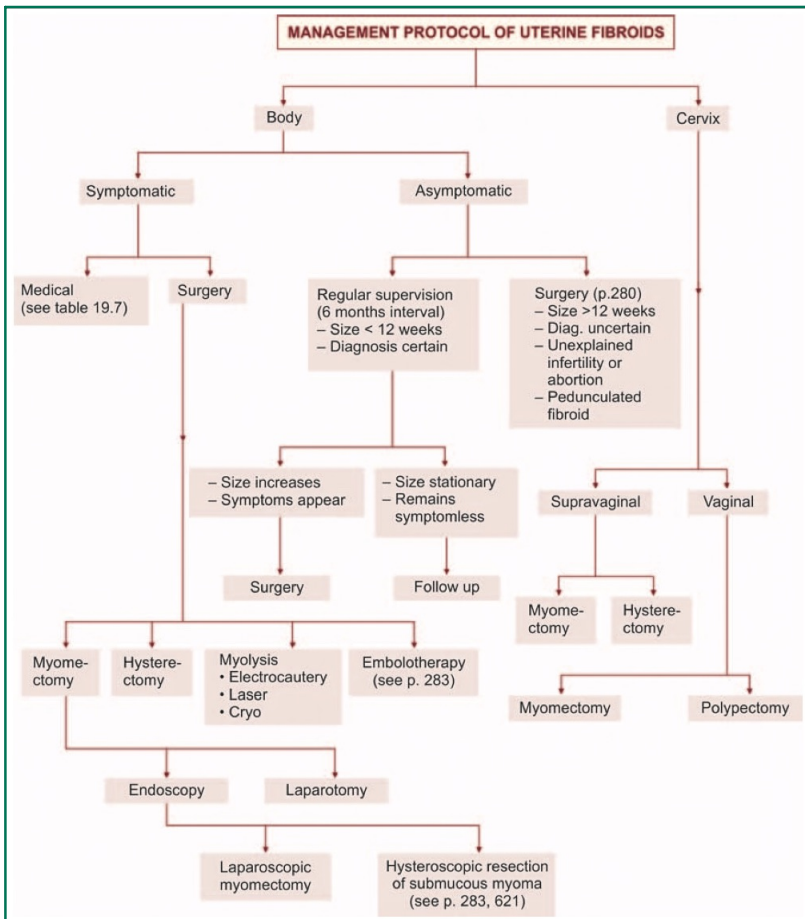 MANAGEMENT PROTOCOL OF UTERINE FIBROIDS
Body
Cervix
Symptomatic
Asymptomatic
Medical
(see table 19.7)
Surgery
Regular supervision
(6 months interval)
– Size < 12 weeks
– Diagnosis certain
Surgery (p.280)
– Size >12 weeks
– Diag. uncertain
– Unexplained
infertility or
abortion
– Pedunculated
fibroid
– Size increases
– Symptoms appear
– Size stationary
– Remains
symptomless
Supravaginal
Vaginal
Surgery
Follow up
Myome-
ctomy
Hystere-
ctomy
Myome-
ctomy
Hystere-
ctomy
Myolysis
• Electrocautery
• Laser
• Cryo
Embolotherapy
(see p. 283)
Myomectomy
Polypectomy
Endoscopy
Laparotomy
Laparoscopic
myomectomy
Hysteroscopic resection
of submucous myoma
(see p. 283, 621)